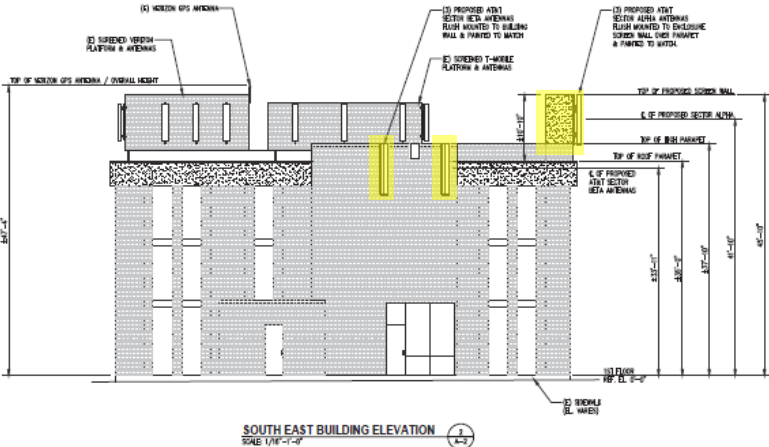 (E) VERIZON GPS ANTENNA
(E) SCREENED VERIZON
PLATFORM & ANTENNAS
(3) PROPOSED AT&T
SECTOR BETA ANTENNAS
FLUSH MOUNTED TO BUILDING
WALL & PAINTED TO MATCH
(E) SCREENED T-MOBILE
PLATFORM & ANTENNAS
(3) PROPOSED AT&T
SECTOR ALPHA ANTENNAS
FLUSH MOUNTED TO ENCLOSURE
SCREEN WALL OVER PARAPET
& PAINTED TO MATCH.
TOP OF VERIZON GPS ANTENNA / OVERALL HEIGHT
TOP OF PROPOSED SCREEN WALL
℄ OF PROPOSED SECTOR ALPHA
TOP OF HIGH PARAPET
TOP OF ROOF PARAPET
℄ OF PROPOSED
AT&T SECTOR
BETA ANTENNAS
±10'-10"
±47'-4"
±33'-11"
±37'-10"
41'-10"
45'-10"
1ST FLOOR
REF. EL. 0'-0"
(E) SIDEWALK
(EL. VARIES)
SOUTH EAST BUILDING ELEVATION
SCALE: 1/16"-1'-0"
2
A-2